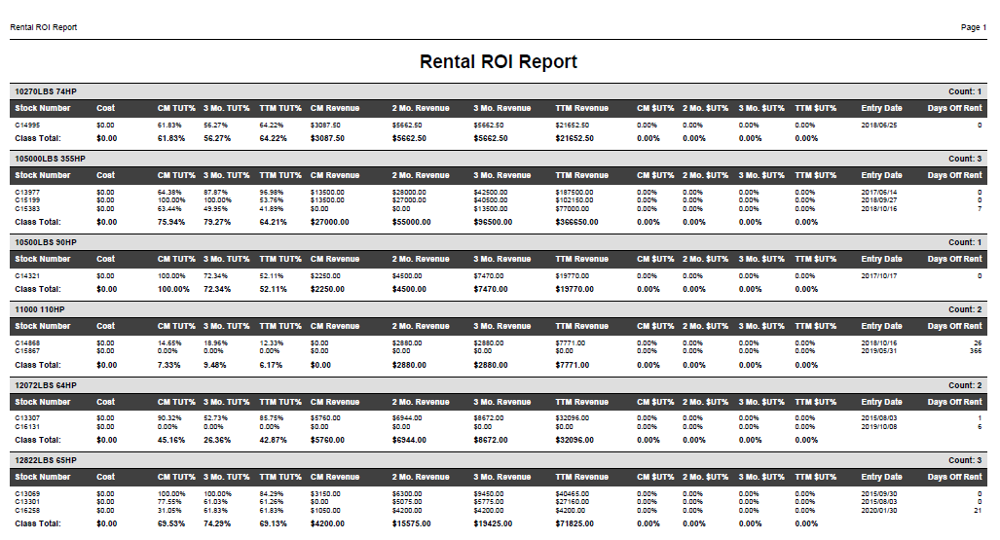 Rental ROI Report Page 1
Rental ROI Report
10270LBS 74HP Count: 1
Stock Number Cost CM TUT% 3 Mo. TUT% TTM TUT% CM Revenue 2 Mo. Revenue 3 Mo. Revenue TTM Revenue CM $UT% 2 Mo. $UT% 3 Mo. $UT% TTM $UT% Entry Date Days Off Rent
C14995 $0.00 61.83% 56.27% 64.22% $3087.50 $5662.50 $5662.50 $21652.50 0.00% 0.00% 0.00% 0.00% 2018/06/25 0
Class Total: $0.00 61.83% 56.27% 64.22% $3087.50 $5662.50 $5662.50 $21652.50 0.00% 0.00% 0.00% 0.00%
105000LBS 355HP Count: 3
Stock Number Cost CM TUT% 3 Mo. TUT% TTM TUT% CM Revenue 2 Mo. Revenue 3 Mo. Revenue TTM Revenue CM $UT% 2 Mo. $UT% 3 Mo. $UT% TTM $UT% Entry Date Days Off Rent
C13977 $0.00 64.38% 87.87% 96.98% $13500.00 $28000.00 $42500.00 $187500.00 0.00% 0.00% 0.00% 0.00% 2017/06/14 0
C15199 $0.00 100.00% 100.00% 53.76% $13500.00 $27000.00 $40500.00 $102150.00 0.00% 0.00% 0.00% 0.00% 2018/09/27 0
C15383 $0.00 63.44% 49.95% 41.89% $0.00 $0.00 $13500.00 $77000.00 0.00% 0.00% 0.00% 0.00% 2018/10/16 7
Class Total: $0.00 75.94% 79.27% 64.21% $27000.00 $55000.00 $96500.00 $366650.00 0.00% 0.00% 0.00% 0.00%
10500LBS 90HP Count: 1
Stock Number Cost CM TUT% 3 Mo. TUT% TTM TUT% CM Revenue 2 Mo. Revenue 3 Mo. Revenue TTM Revenue CM $UT% 2 Mo. $UT% 3 Mo. $UT% TTM $UT% Entry Date Days Off Rent
C14321 $0.00 100.00% 72.34% 52.11% $2250.00 $4500.00 $7470.00 $19770.00 0.00% 0.00% 0.00% 0.00% 2017/10/17 0
Class Total: $0.00 100.00% 72.34% 52.11% $2250.00 $4500.00 $7470.00 $19770.00 0.00% 0.00% 0.00% 0.00%
11000 110HP Count: 2
Stock Number Cost CM TUT% 3 Mo. TUT% TTM TUT% CM Revenue 2 Mo. Revenue 3 Mo. Revenue TTM Revenue CM $UT% 2 Mo. $UT% 3 Mo. $UT% TTM $UT% Entry Date Days Off Rent
C14868 $0.00 14.65% 18.96% 12.33% $0.00 $2880.00 $2880.00 $7771.00 0.00% 0.00% 0.00% 0.00% 2018/10/16 26
C15867 $0.00 0.00% 0.00% 0.00% $0.00 $0.00 $0.00 $0.00 0.00% 0.00% 0.00% 0.00% 2019/05/31 366
Class Total: $0.00 7.33% 9.48% 6.17% $0.00 $2880.00 $2880.00 $7771.00 0.00% 0.00% 0.00% 0.00%
12072LBS 64HP Count: 2
Stock Number Cost CM TUT% 3 Mo. TUT% TTM TUT% CM Revenue 2 Mo. Revenue 3 Mo. Revenue TTM Revenue CM $UT% 2 Mo. $UT% 3 Mo. $UT% TTM $UT% Entry Date Days Off Rent
C13307 $0.00 90.32% 52.73% 85.75% $5760.00 $6944.00 $8672.00 $32096.00 0.00% 0.00% 0.00% 0.00% 2015/08/03 1
C16131 $0.00 0.00% 0.00% 0.00% $0.00 $0.00 $0.00 $0.00 0.00% 0.00% 0.00% 0.00% 2019/10/08 6
Class Total: $0.00 45.16% 26.36% 42.87% $5760.00 $6944.00 $8672.00 $32096.00 0.00% 0.00% 0.00% 0.00%
12822LBS 65HP Count: 3
Stock Number Cost CM TUT% 3 Mo. TUT% TTM TUT% CM Revenue 2 Mo. Revenue 3 Mo. Revenue TTM Revenue CM $UT% 2 Mo. $UT% 3 Mo. $UT% TTM $UT% Entry Date Days Off Rent
C13069 $0.00 100.00% 100.00% 84.29% $3150.00 $6300.00 $9450.00 $40465.00 0.00% 0.00% 0.00% 0.00% 2015/09/30 0
C13301 $0.00 77.55% 61.03% 61.26% $0.00 $5075.00 $5775.00 $27160.00 0.00% 0.00% 0.00% 0.00% 2015/08/03 0
C16258 $0.00 31.05% 61.83% 61.83% $1050.00 $4200.00 $4200.00 $4200.00 0.00% 0.00% 0.00% 0.00% 2020/01/30 21
Class Total: $0.00 69.53% 74.29% 69.13% $4200.00 $15575.00 $19425.00 $71825.00 0.00% 0.00% 0.00% 0.00%